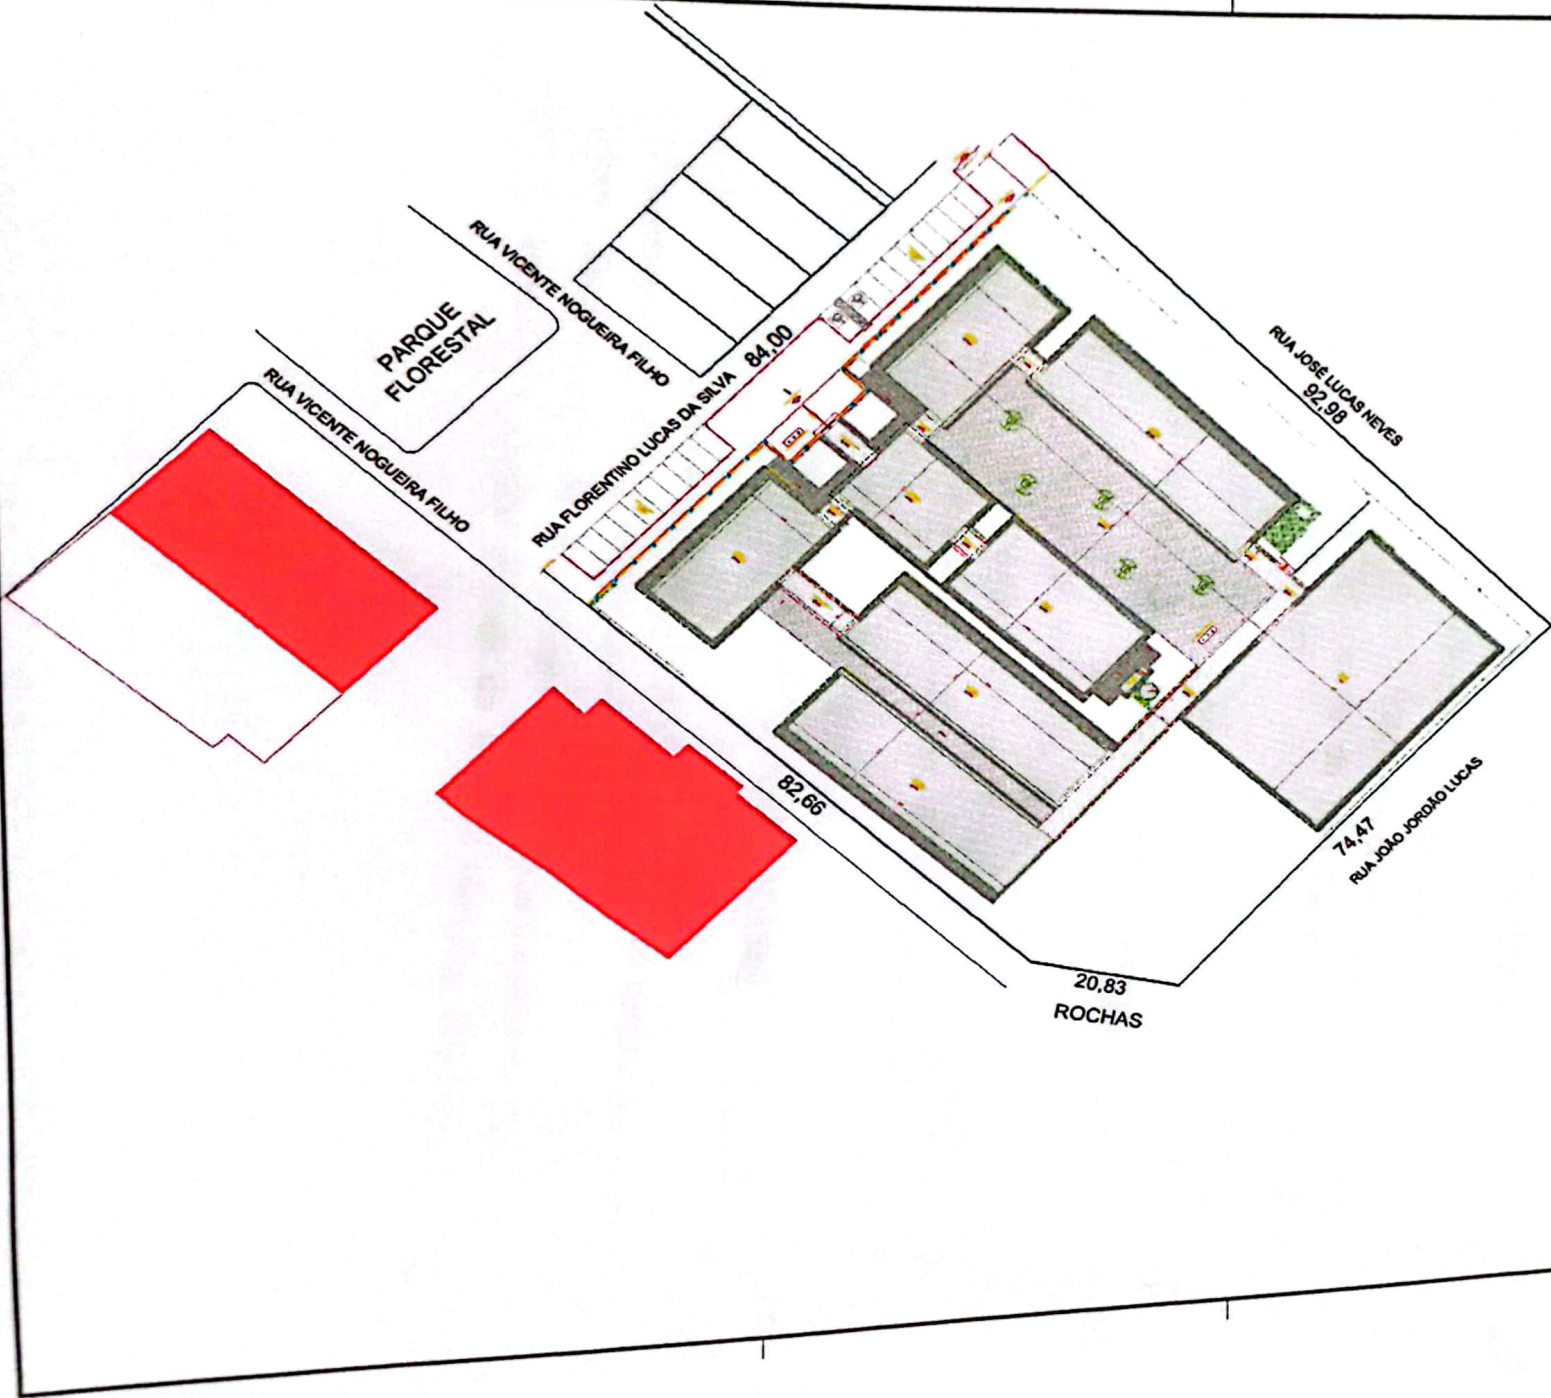 RUA VICENTE NOGUEIRA FILHO
PARQUE
FLORESTAL
RUA VICENTE NOGUEIRA FILHO
RUA FLORENTINO LUCAS DA SILVA
84,00
RUA JOSÉ LUCAS NEVES
92,98
82,66
74,47
RUA JOÃO JORDÃO LUCAS
20,83
ROCHAS